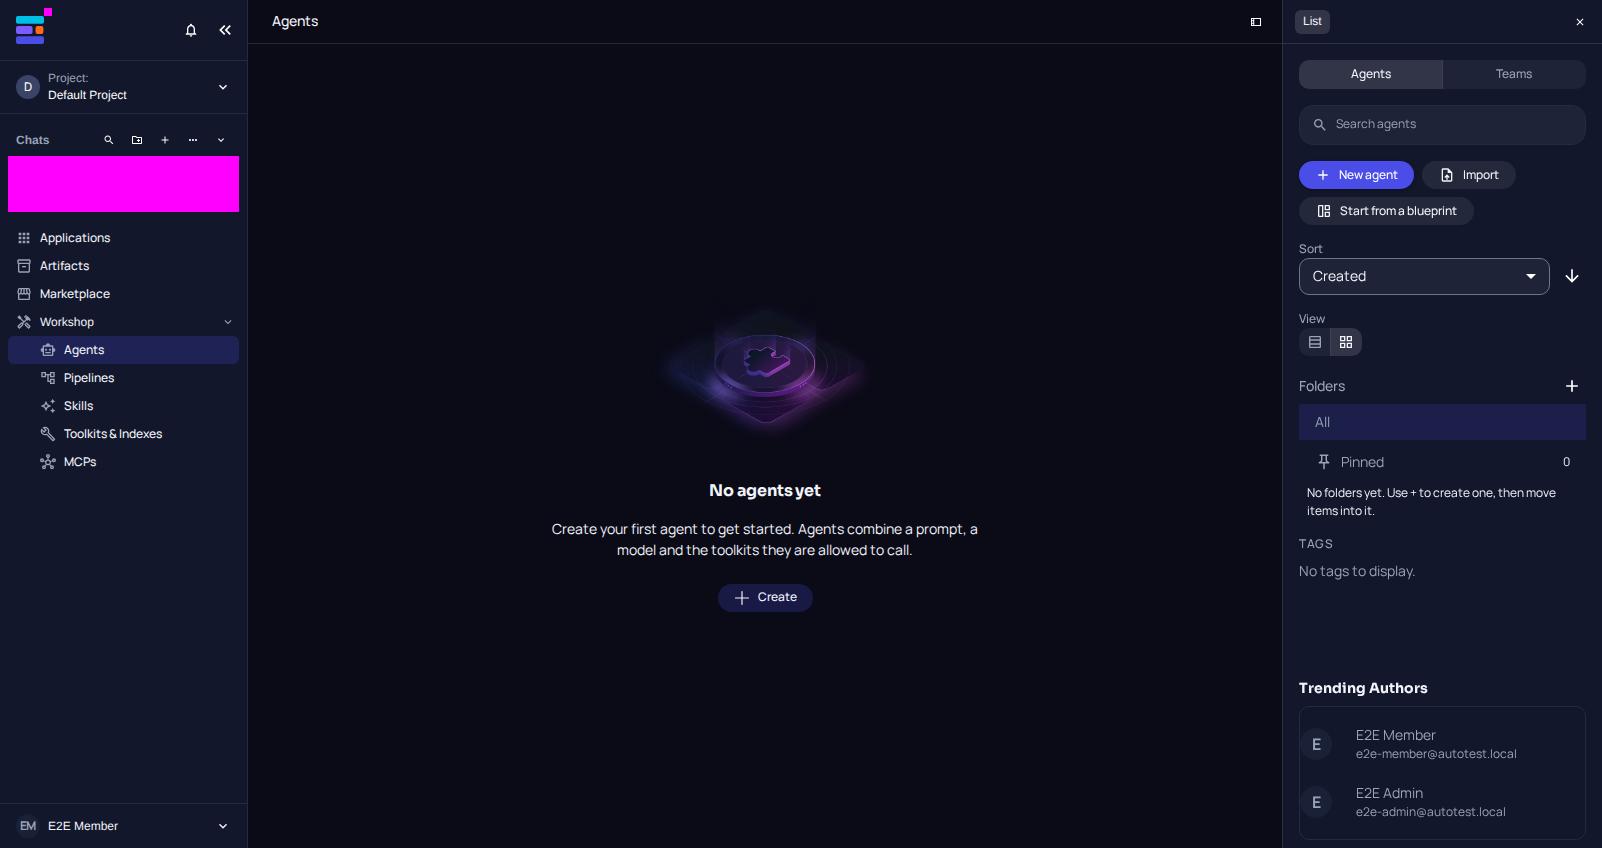 Agents
List
D
Project:
Default Project
Chats
Applications
Artifacts
Marketplace
Workshop
Agents
Pipelines
Skills
Toolkits & Indexes
MCPs
EM
E2E Member
No agents yet
Create your first agent to get started. Agents combine a prompt, a
model and the toolkits they are allowed to call.
Create
Agents
Teams
Search agents
New agent
Import
Start from a blueprint
Sort
Created
View
Folders
All
Pinned
0
No folders yet. Use + to create one, then move
items into it.
TAGS
No tags to display.
Trending Authors
E
E2E Member
e2e-member@autotest.local
E
E2E Admin
e2e-admin@autotest.local